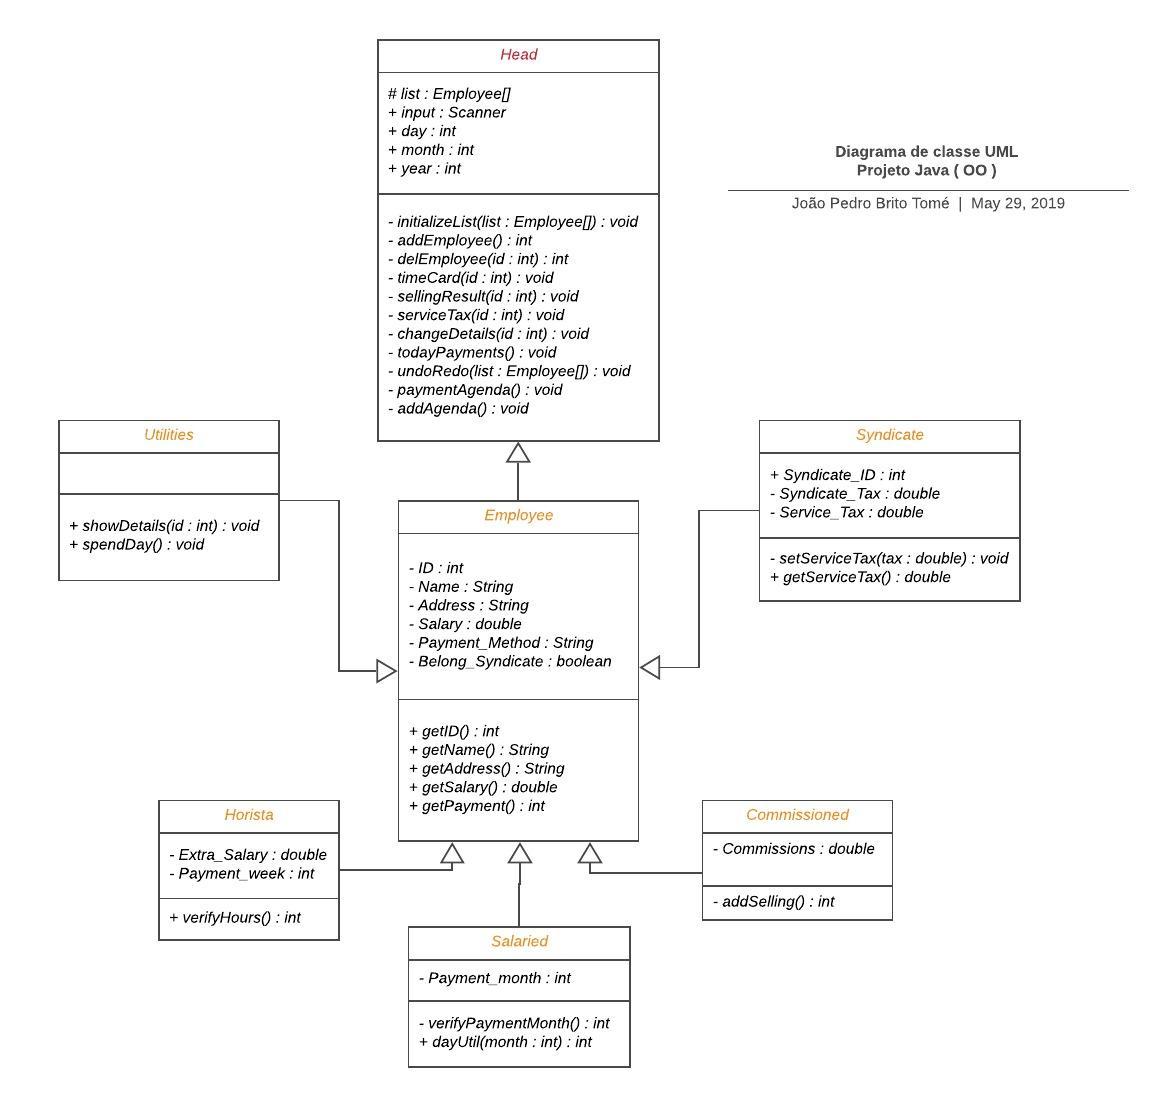 Head
# list : Employee[]
+ input : Scanner
+ day : int
+ month : int
+ year : int
- initializeList(list : Employee[]) : void
- addEmployee() : int
- delEmployee(id : int) : int
- timeCard(id : int) : void
- sellingResult(id : int) : void
- serviceTax(id : int) : void
- changeDetails(id : int) : void
- todayPayments() : void
- undoRedo(list : Employee[]) : void
- paymentAgenda() : void
- addAgenda() : void
Diagrama de classe UML
Projeto Java ( OO )
João Pedro Brito Tomé | May 29, 2019
Utilities
+ showDetails(id : int) : void
+ spendDay() : void
Employee
- ID : int
- Name : String
- Address : String
- Salary : double
- Payment_Method : String
- Belong_Syndicate : boolean
+ getID() : int
+ getName() : String
+ getAddress() : String
+ getSalary() : double
+ getPayment() : int
Syndicate
+ Syndicate_ID : int
- Syndicate_Tax : double
- Service_Tax : double
- setServiceTax(tax : double) : void
+ getServiceTax() : double
Horista
- Extra_Salary : double
- Payment_week : int
+ verifyHours() : int
Salaried
- Payment_month : int
- verifyPaymentMonth() : int
+ dayUtil(month : int) : int
Commissioned
- Commissions : double
- addSelling() : int